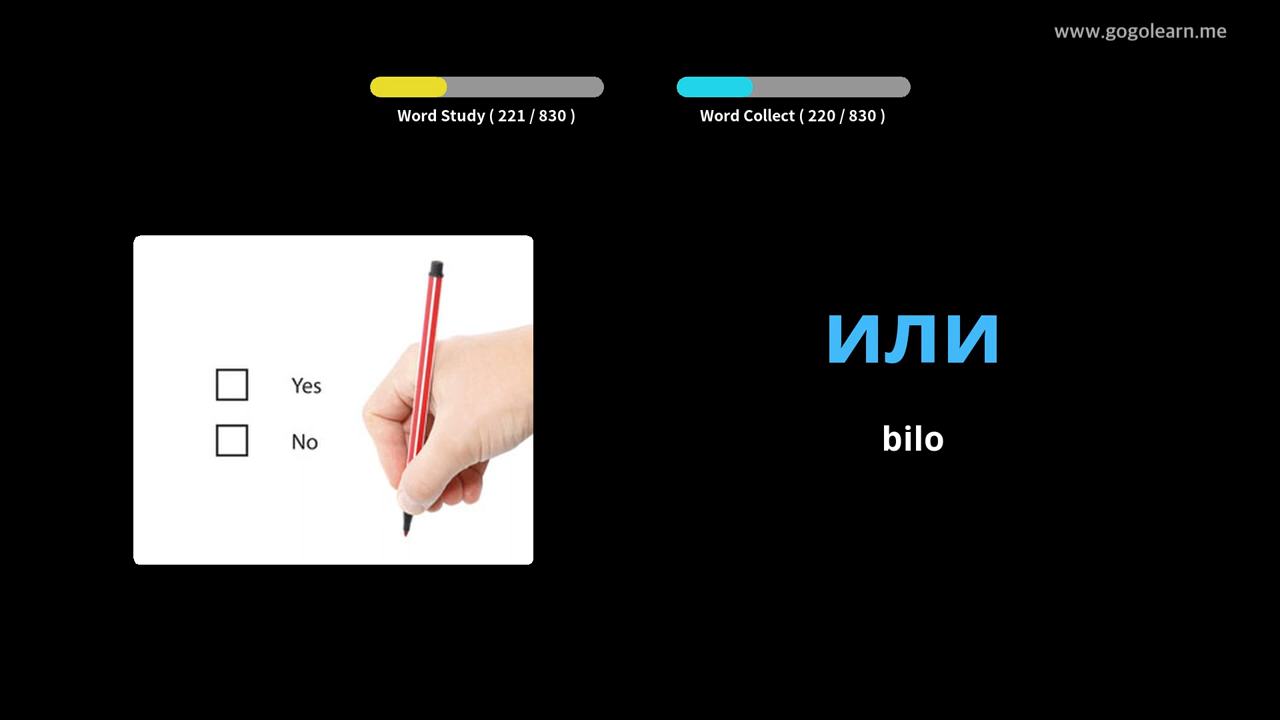 www.gogolearn.me
Word Study ( 221 / 830 )
Word Collect ( 220 / 830 )
Yes
No
или
bilo